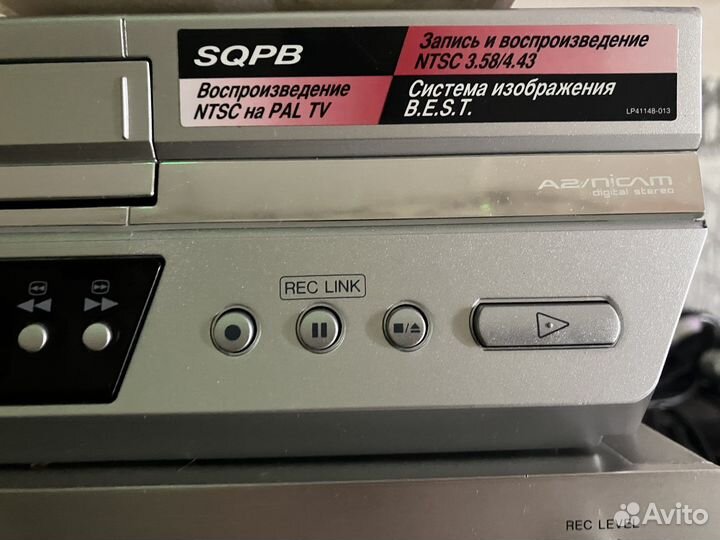 SQPB
Запись и воспроизведение
NTSC 3.58/4.43
Воспроизведение
NTSC на PAL TV
Система изображения
B.E.S.T.
LP41148-013
A2/NICAM
digital stereo
REC LINK
REC LEVEL
Avito